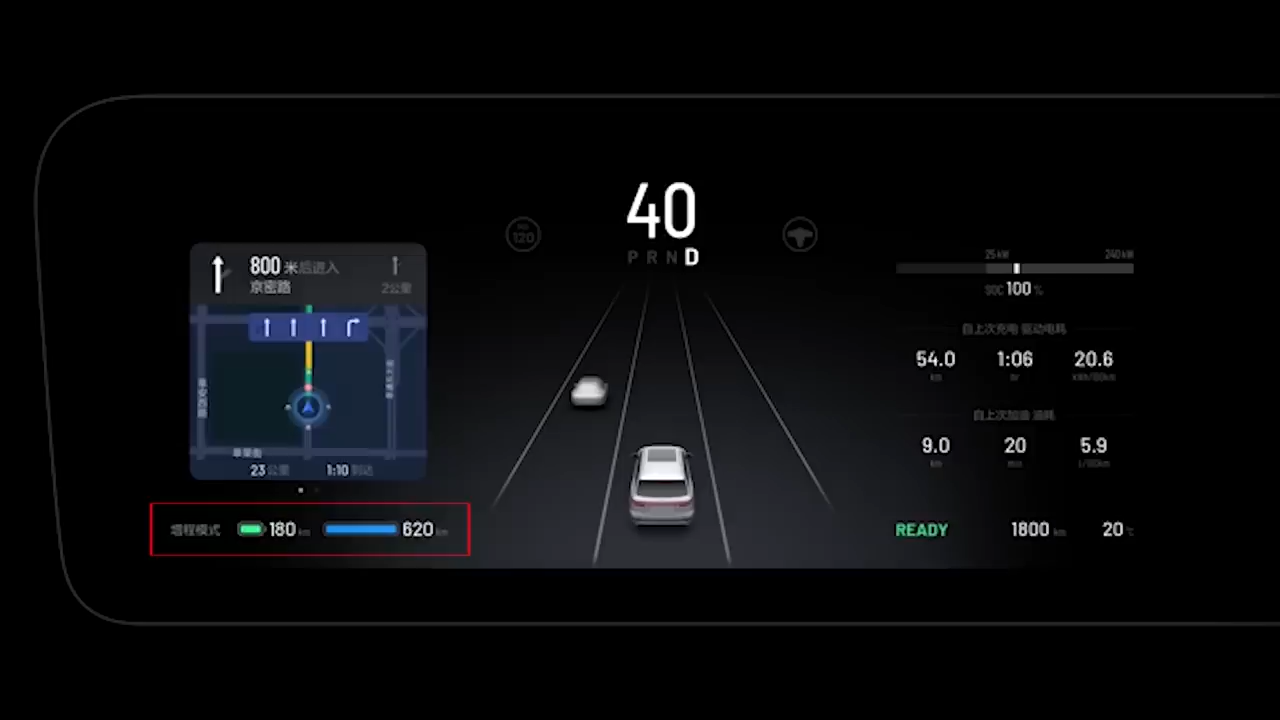 40
120
P R N D
800 米后进入
京密路
2公里
23 公里 1:10 到达
增程模式 180 km 620 km
25 kW 240 kW
SOC 100 %
自上次充电 驱动电耗
54.0 1:06 20.6
km hr kWh/100km
自上次加油 油耗
9.0 20 5.9
km min L/100km
READY 1800 km 20 ℃